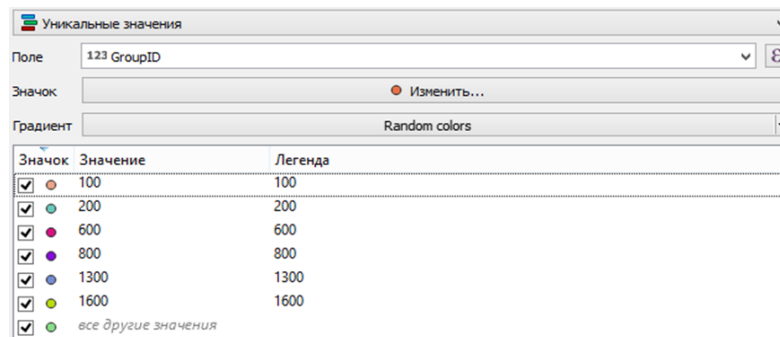 Уникальные значения
Поле 123 GroupID ε
Значок Изменить...
Градиент Random colors
Значок Значение Легенда
100 100
200 200
600 600
800 800
1300 1300
1600 1600
все другие значения